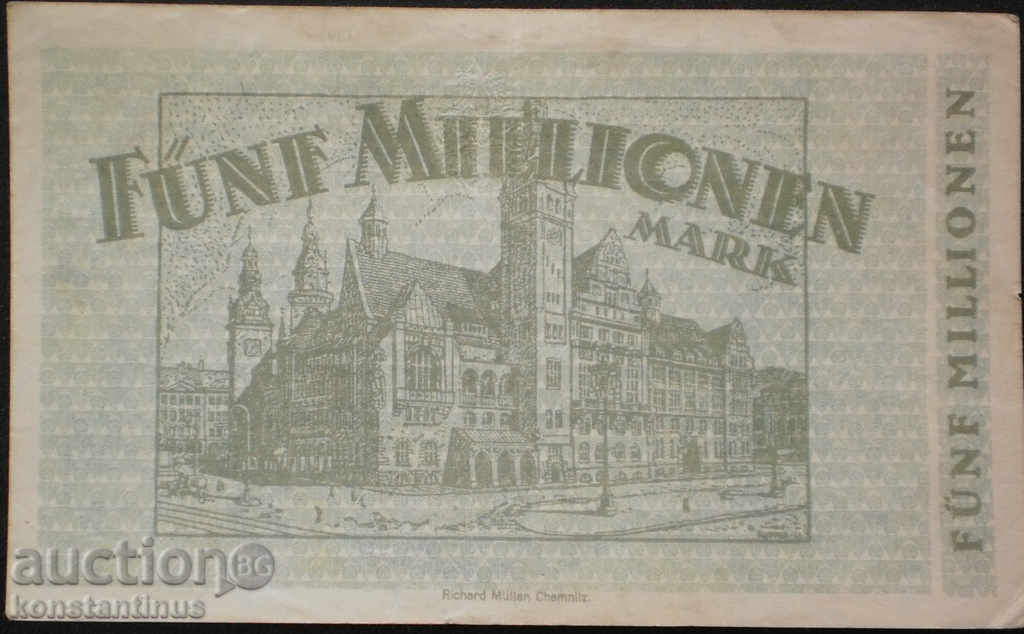 FÜNF MILLIONEN
MARK
FÜNF MILLIONEN
Richard Müller, Chemnitz.
auction BG
konstantinus